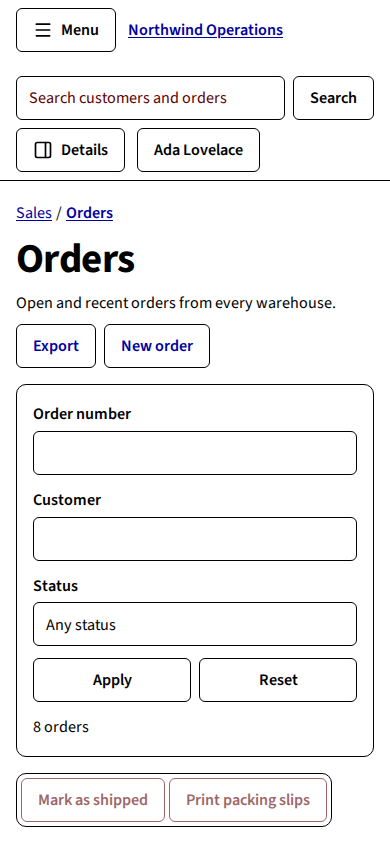 Menu
Northwind Operations
Search customers and orders
Search
Details
Ada Lovelace
Sales / Orders
Orders
Open and recent orders from every warehouse.
Export
New order
Order number
Customer
Status
Any status
Apply
Reset
8 orders
Mark as shipped
Print packing slips